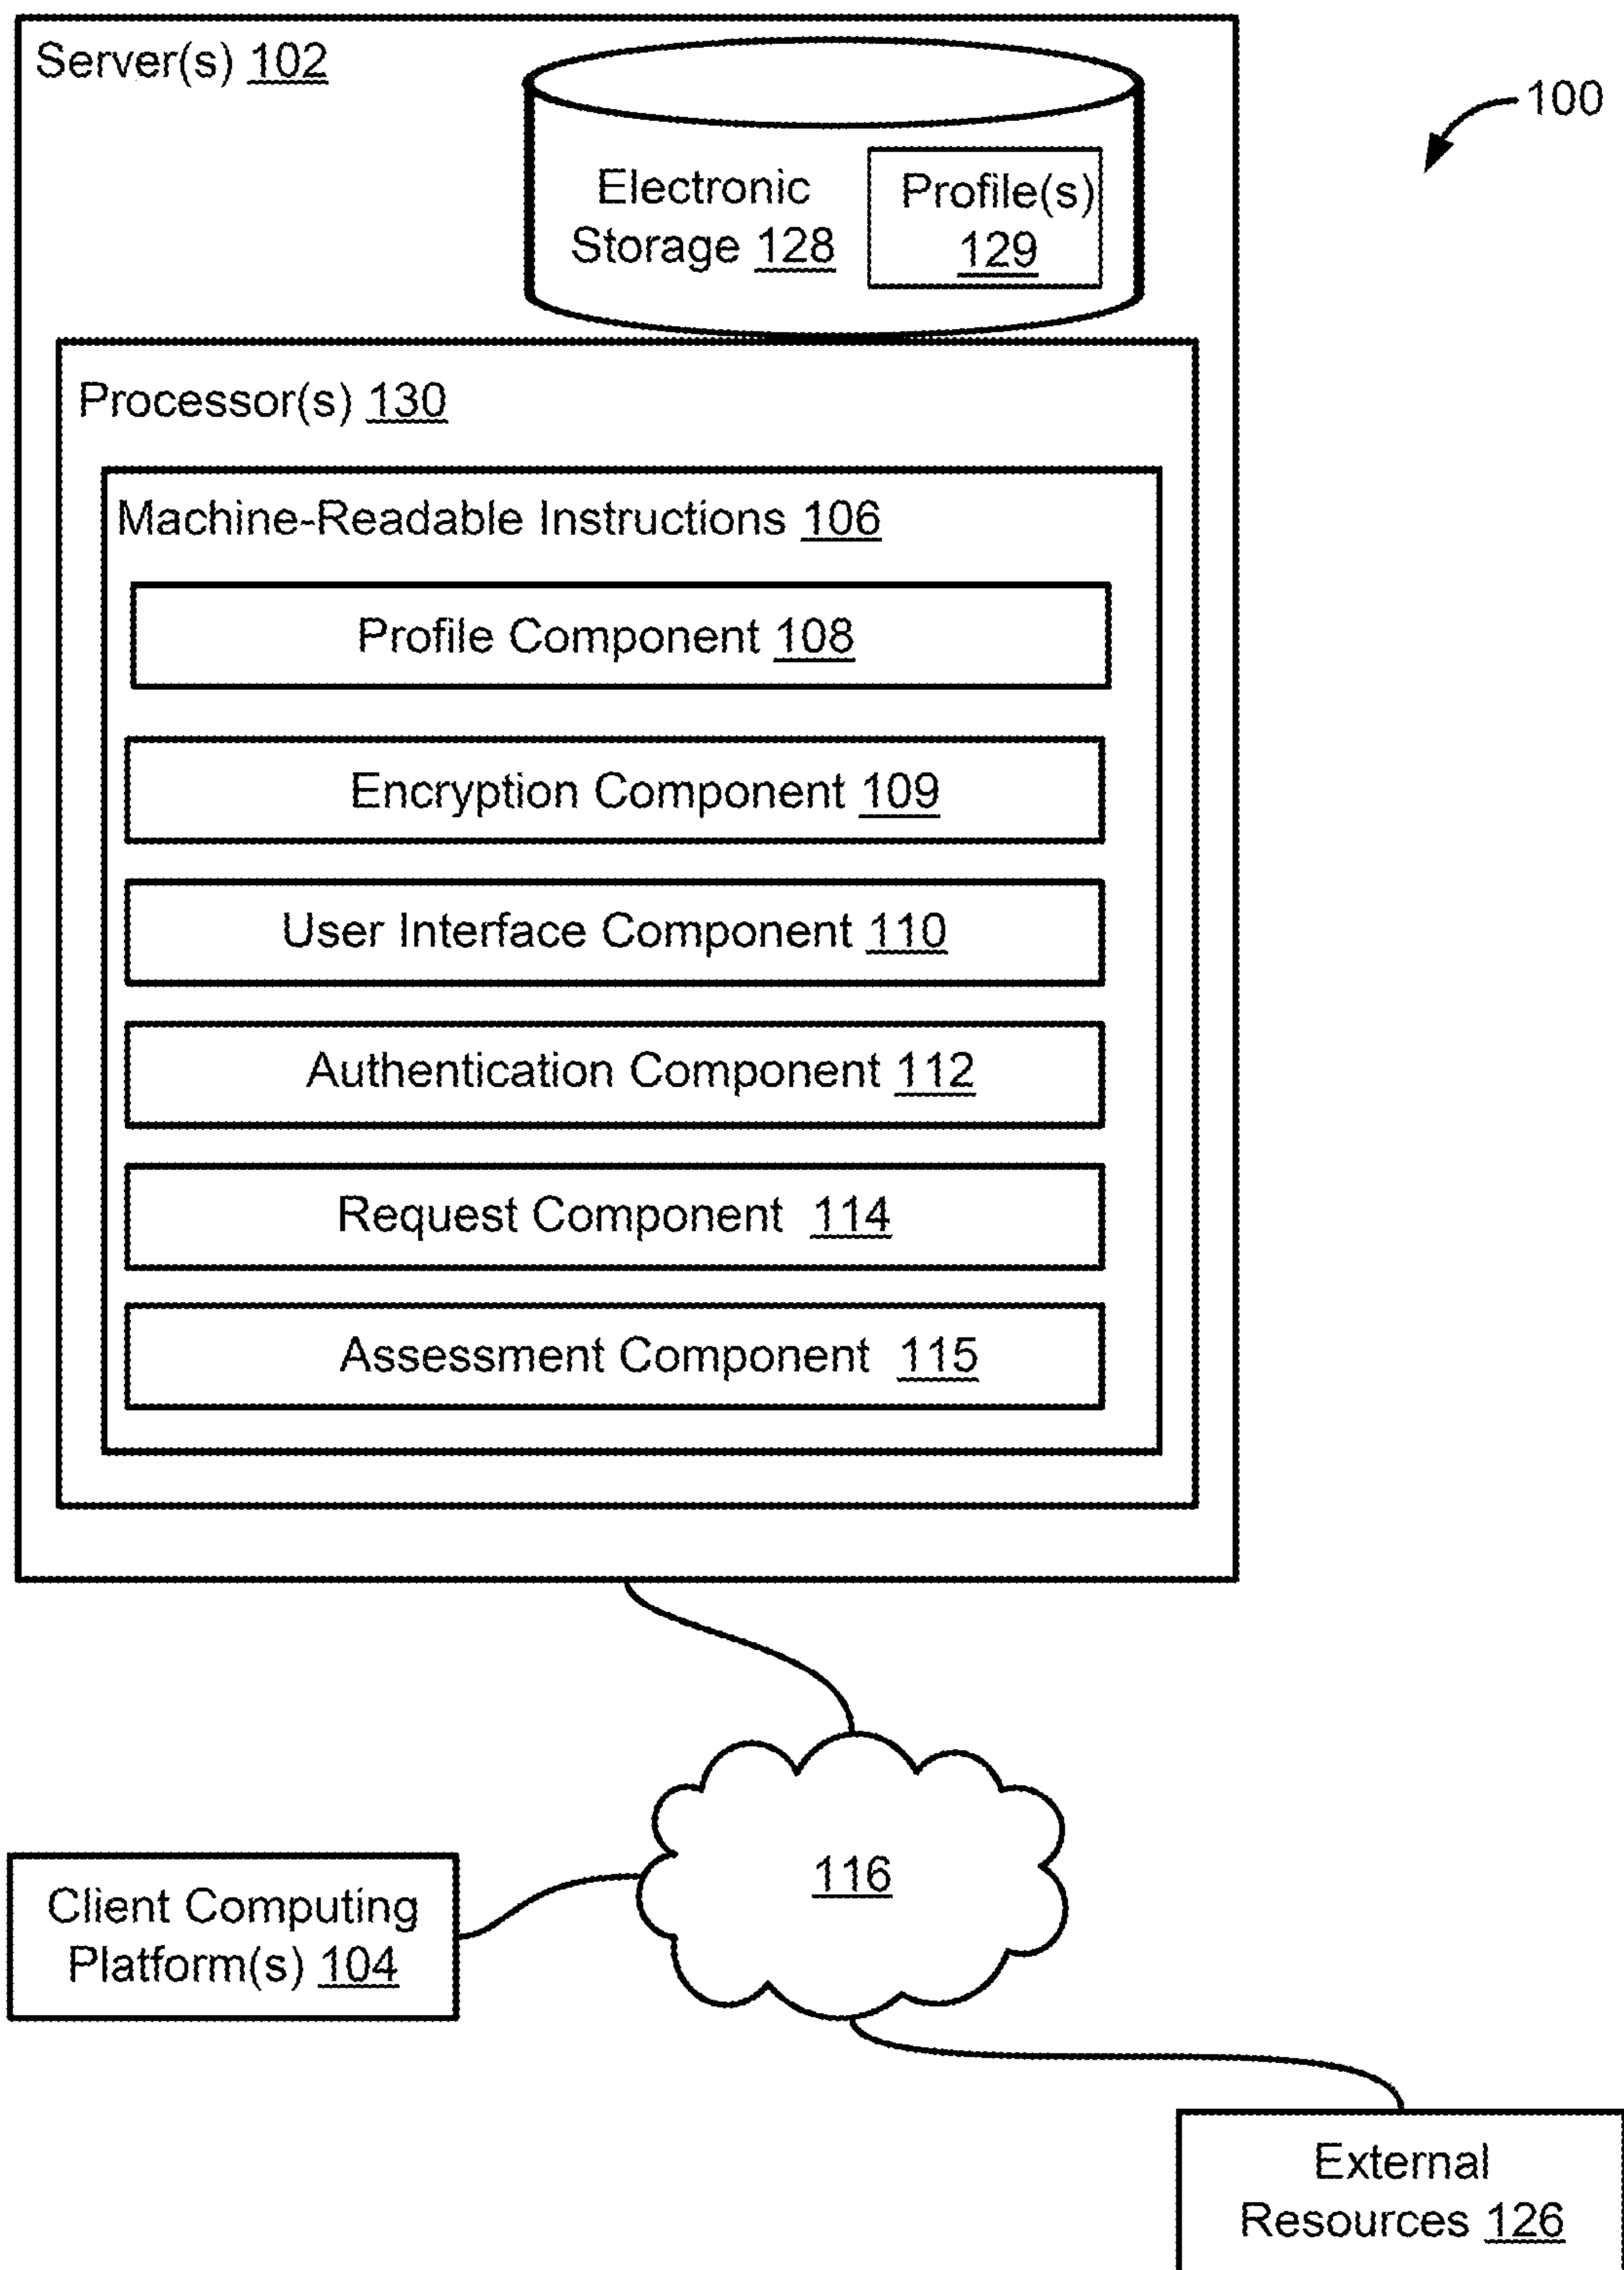 Server(s) 102
100
Electronic
Storage 128
Profile(s)
129
Processor(s) 130
Machine-Readable Instructions 106
Profile Component 108
Encryption Component 109
User Interface Component 110
Authentication Component 112
Request Component 114
Assessment Component 115
116
Client Computing
Platform(s) 104
External
Resources 126